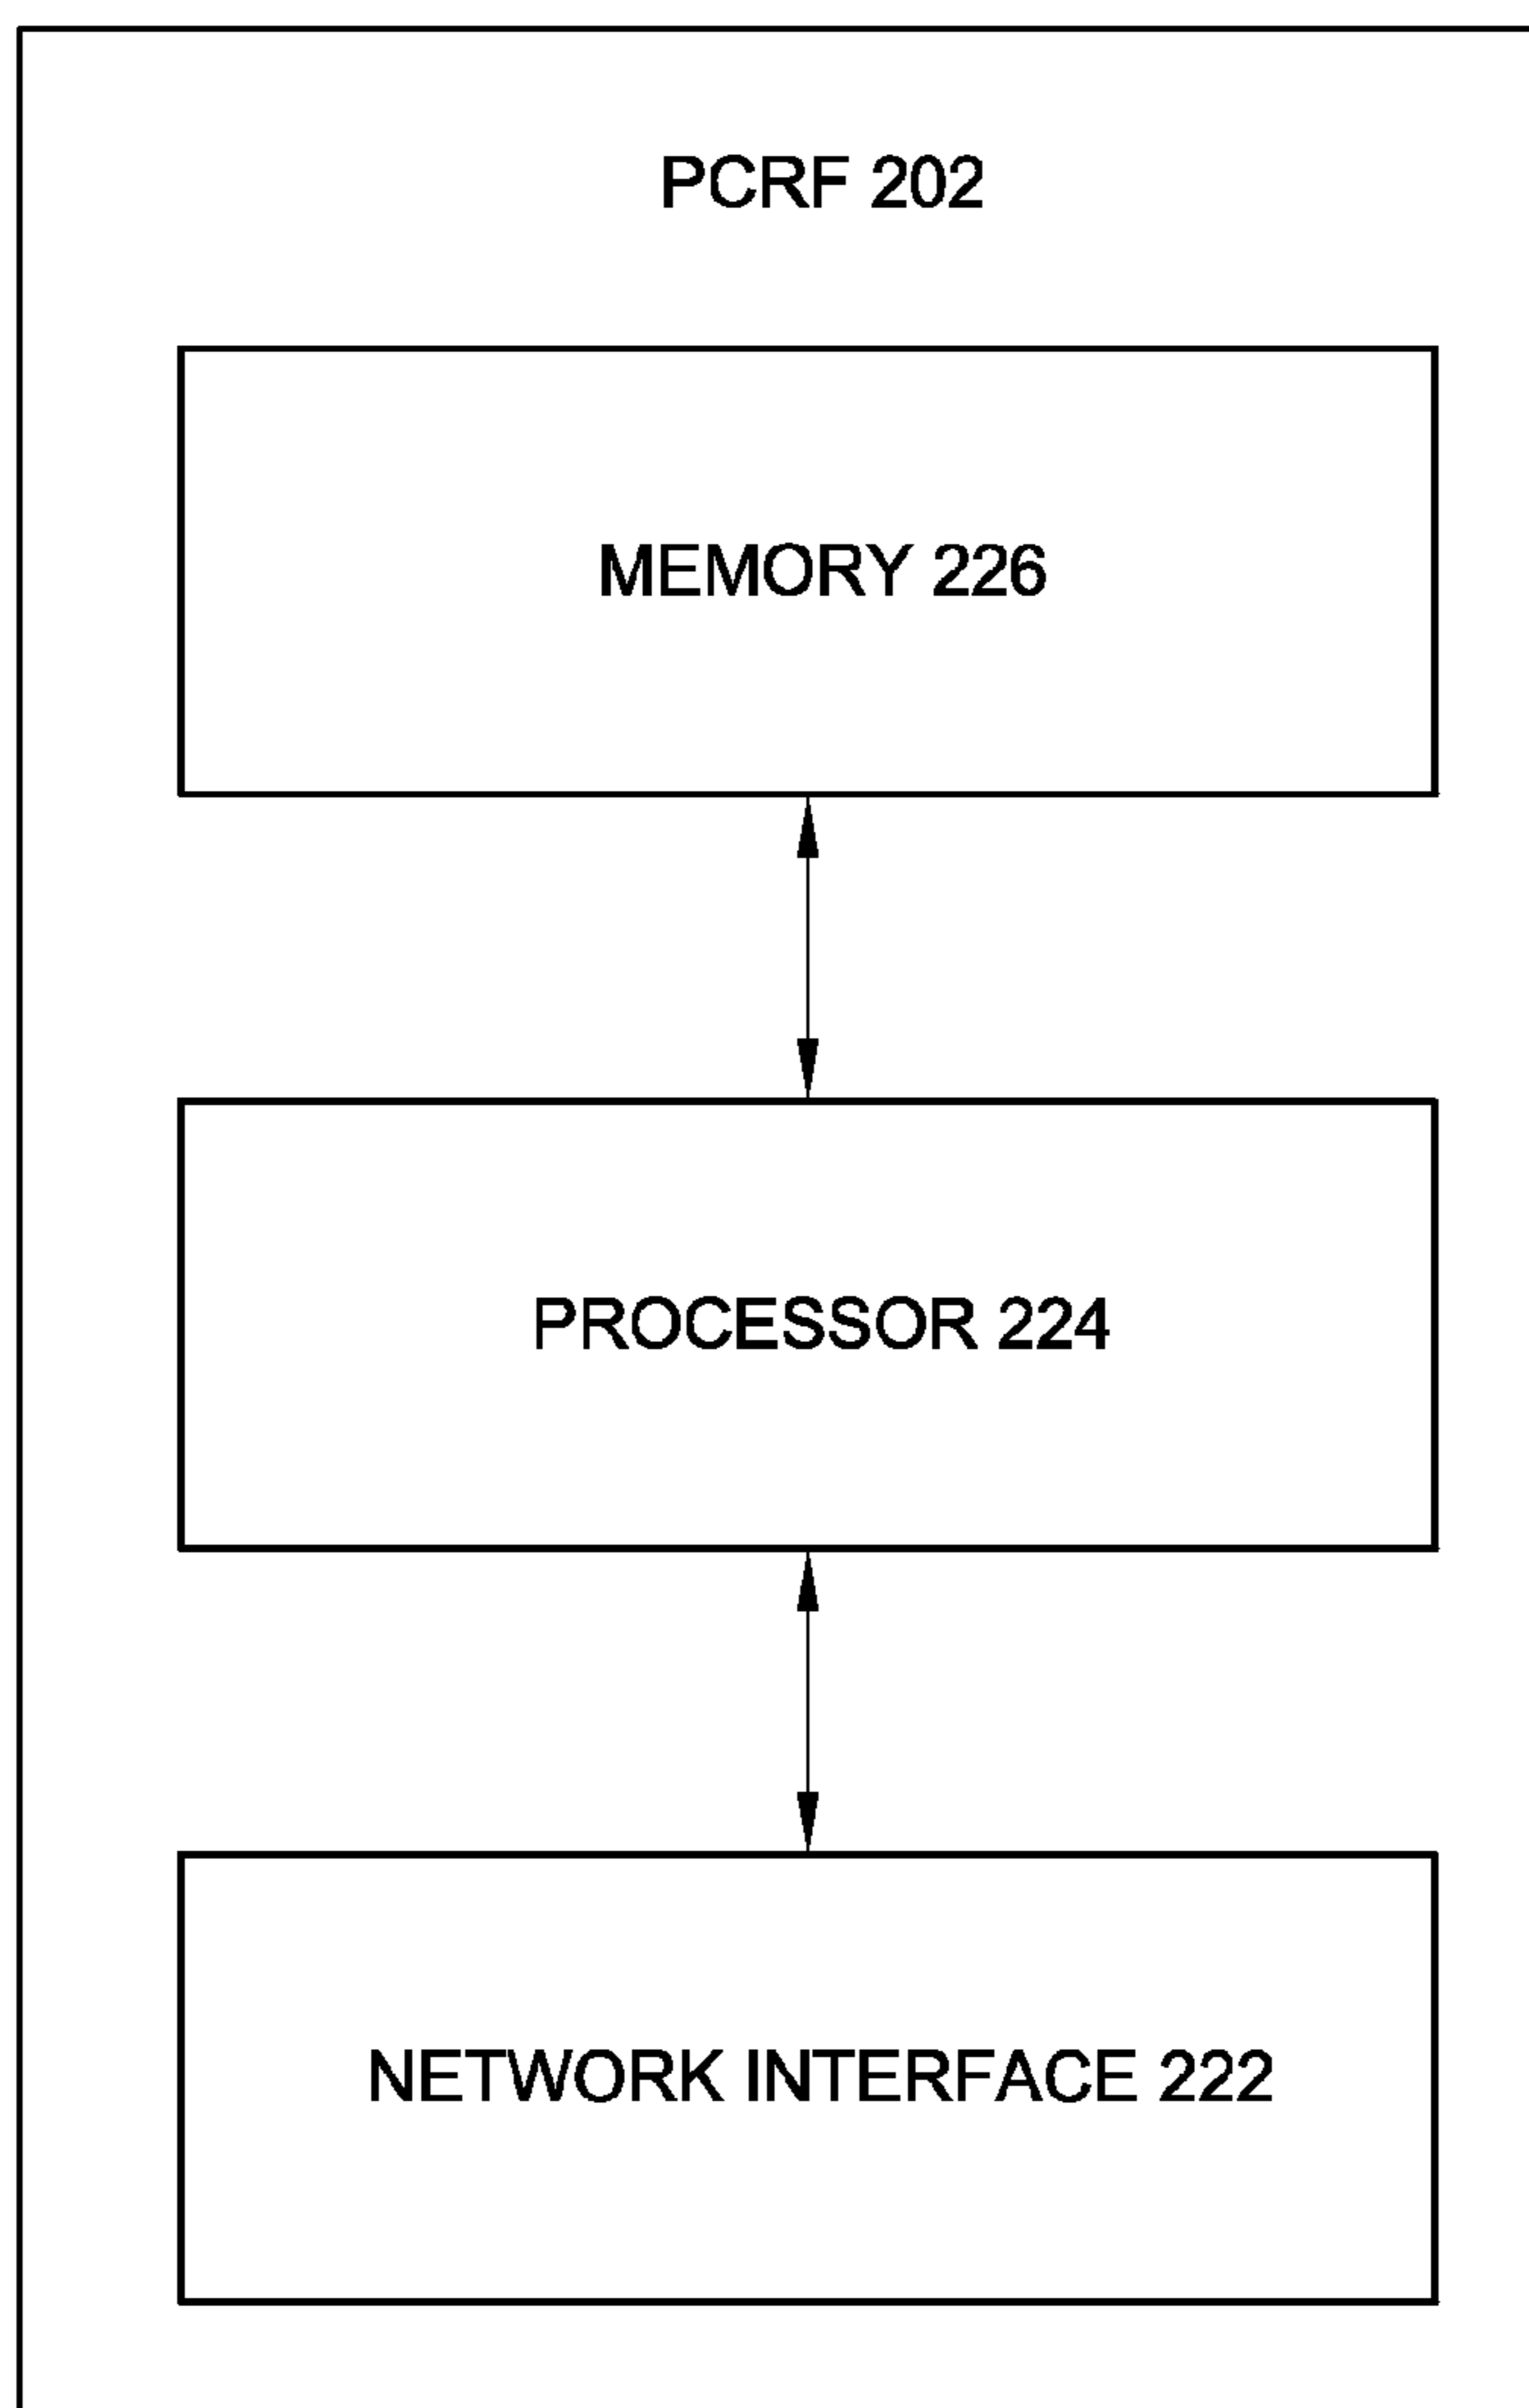 PCRF 202
MEMORY 226
PROCESSOR 224
NETWORK INTERFACE 222